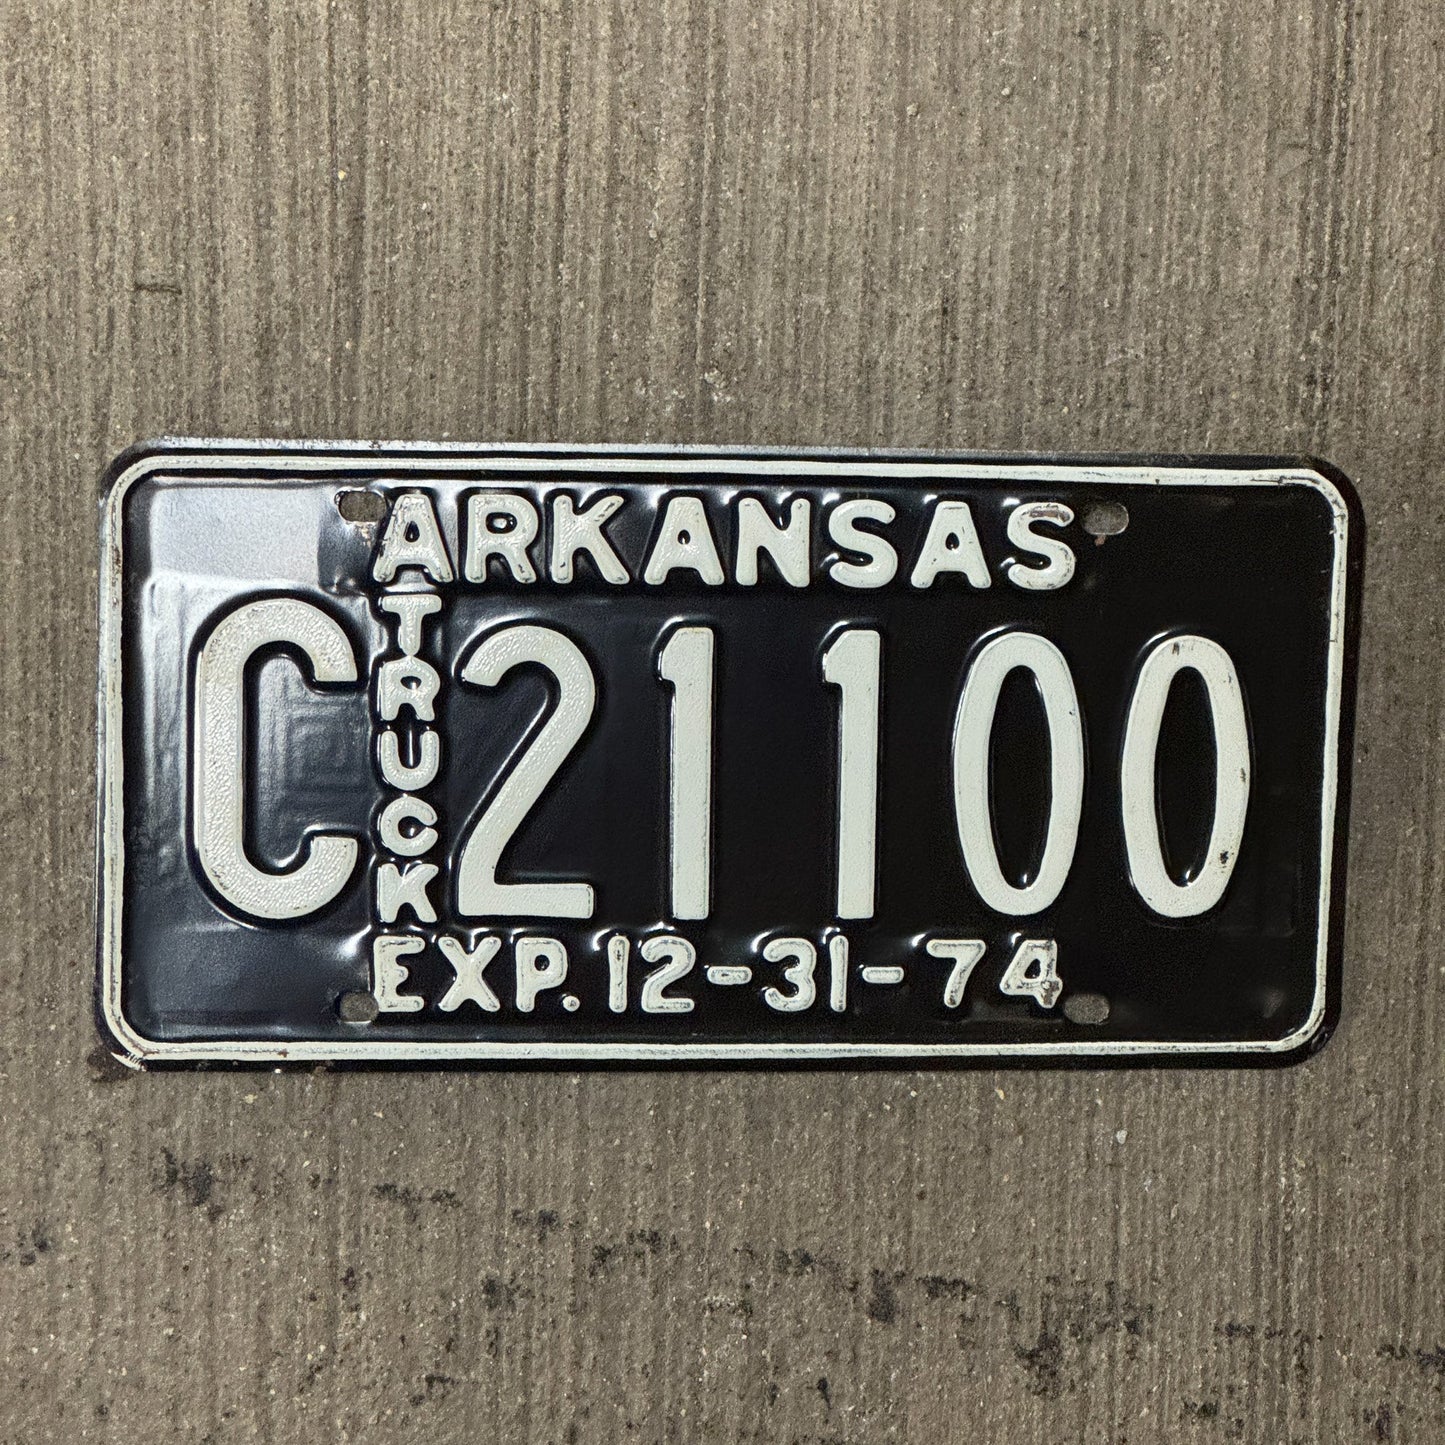 ARKANSAS
C TRUCK 21100
EXP. 12-31-74